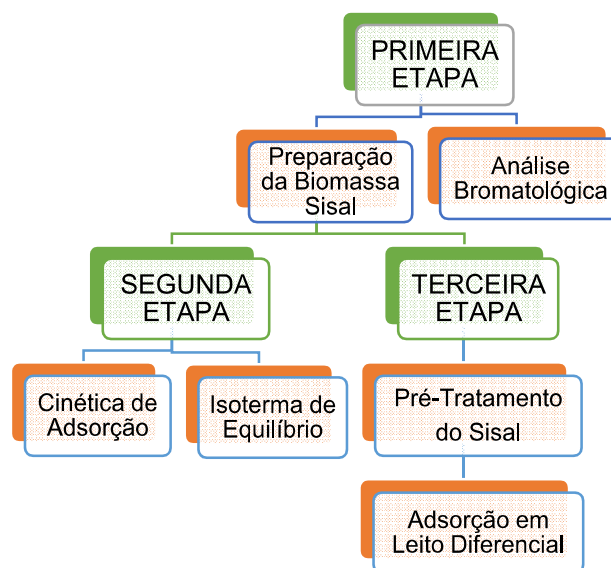 PRIMEIRA
ETAPA
Preparação
da Biomassa
Sisal
Análise
Bromatológica
SEGUNDA
ETAPA
TERCEIRA
ETAPA
Cinética de
Adsorção
Isoterma de
Equilíbrio
Pré-Tratamento
do Sisal
Adsorção em
Leito Diferencial